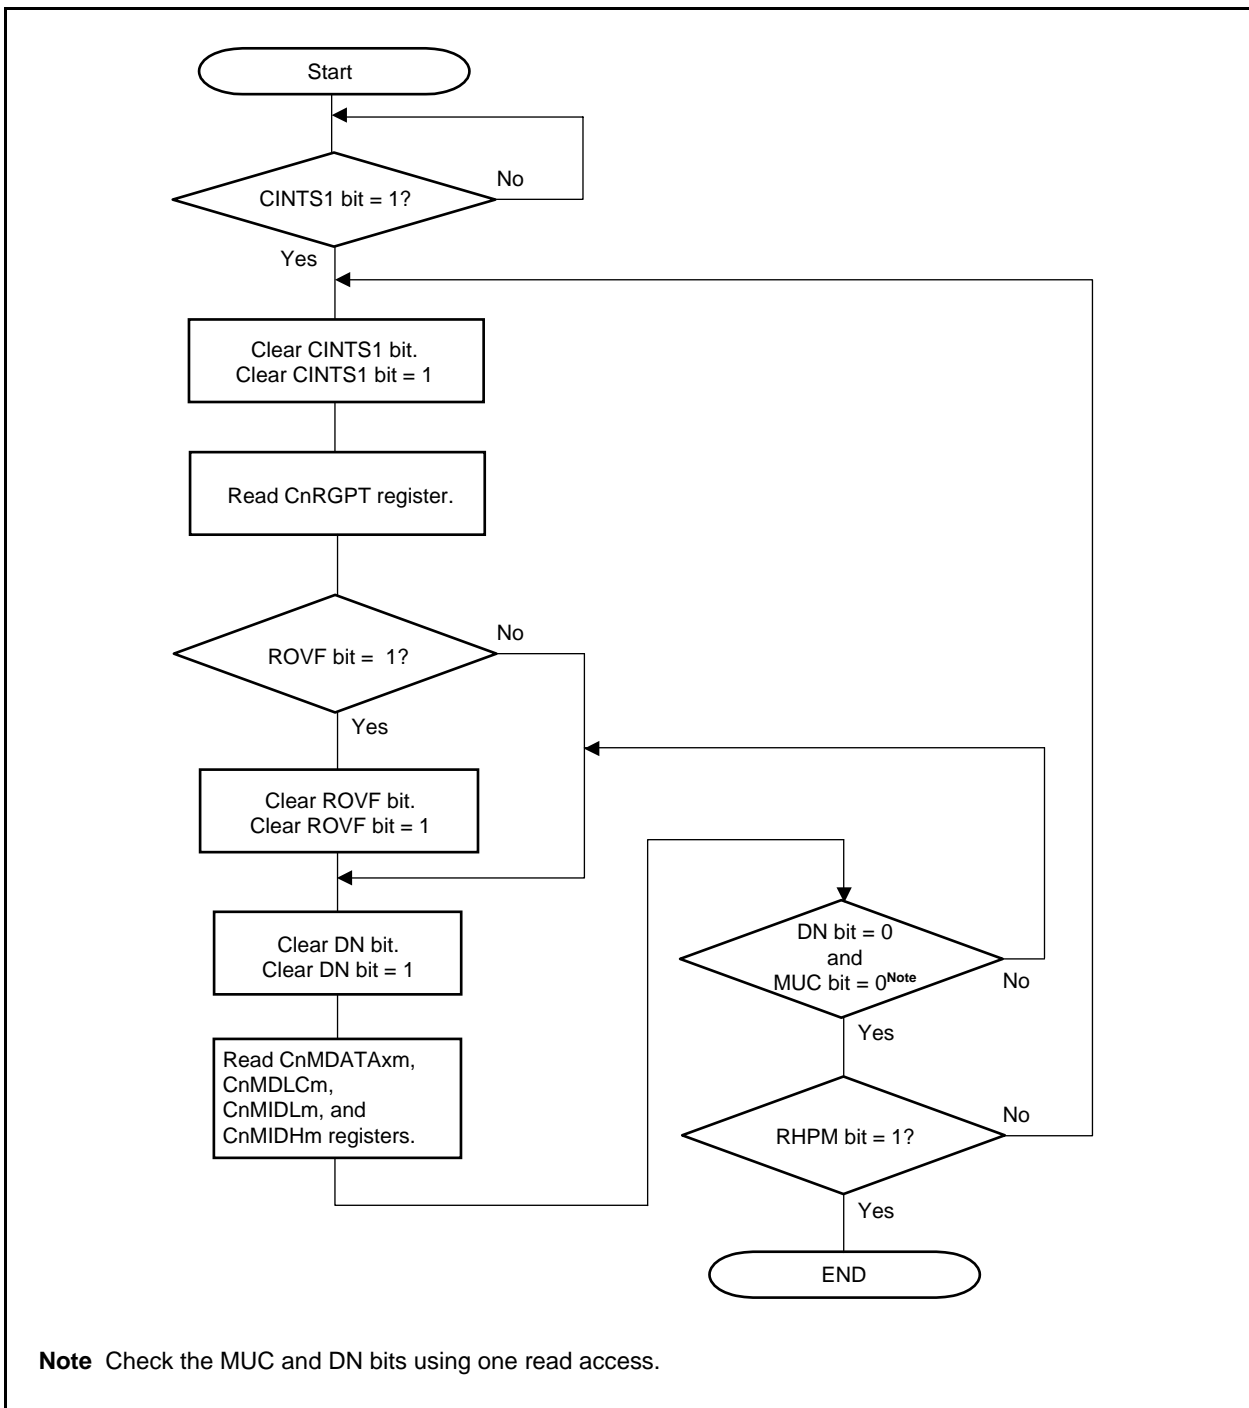 Start
CINTS1 bit = 1?
No
Yes
Clear CINTS1 bit.
Clear CINTS1 bit = 1
Read CnRGPT register.
ROVF bit =  1?
No
Yes
Clear ROVF bit.
Clear ROVF bit = 1
Clear DN bit.
Clear DN bit = 1
Read CnMDATAxm,
CnMDLCm,
CnMIDLm, and
CnMIDHm registers.
DN bit = 0
and
MUC bit = 0Note
No
Yes
RHPM bit = 1?
No
Yes
END
Note  Check the MUC and DN bits using one read access.